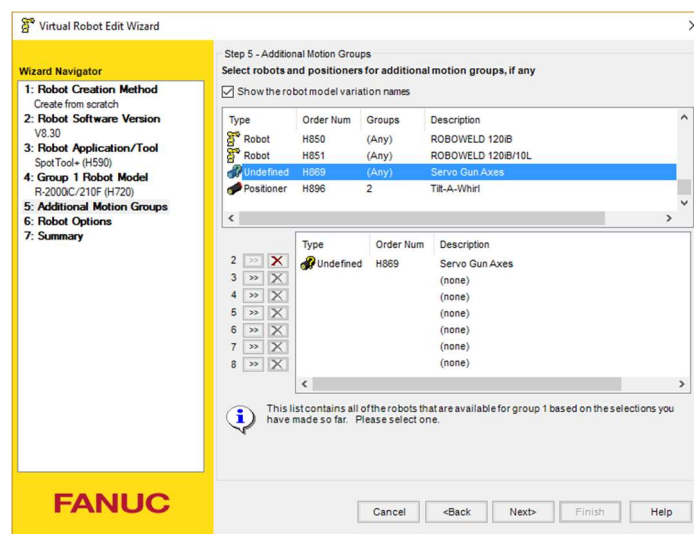 Virtual Robot Edit Wizard
Wizard Navigator
1: Robot Creation Method
Create from scratch
2: Robot Software Version
V8.30
3: Robot Application/Tool
SpotTool+ (H590)
4: Group 1 Robot Model
R-2000iC/210F (H720)
5: Additional Motion Groups
6: Robot Options
7: Summary
FANUC
Step 5 - Additional Motion Groups
Select robots and positioners for additional motion groups, if any
Show the robot model variation names
Type Order Num Groups Description
Robot H850 (Any) ROBOWELD 120iB
Robot H851 (Any) ROBOWELD 120iB/10L
Undefined H869 (Any) Servo Gun Axes
Positioner H896 2 Tilt-A-Whirl
Type Order Num Description
2 >> Undefined H869 Servo Gun Axes
3 >> (none)
4 >> (none)
5 >> (none)
6 >> (none)
7 >> (none)
8 >> (none)
This list contains all of the robots that are available for group 1 based on the selections you
have made so far. Please select one.
Cancel <Back Next> Finish Help